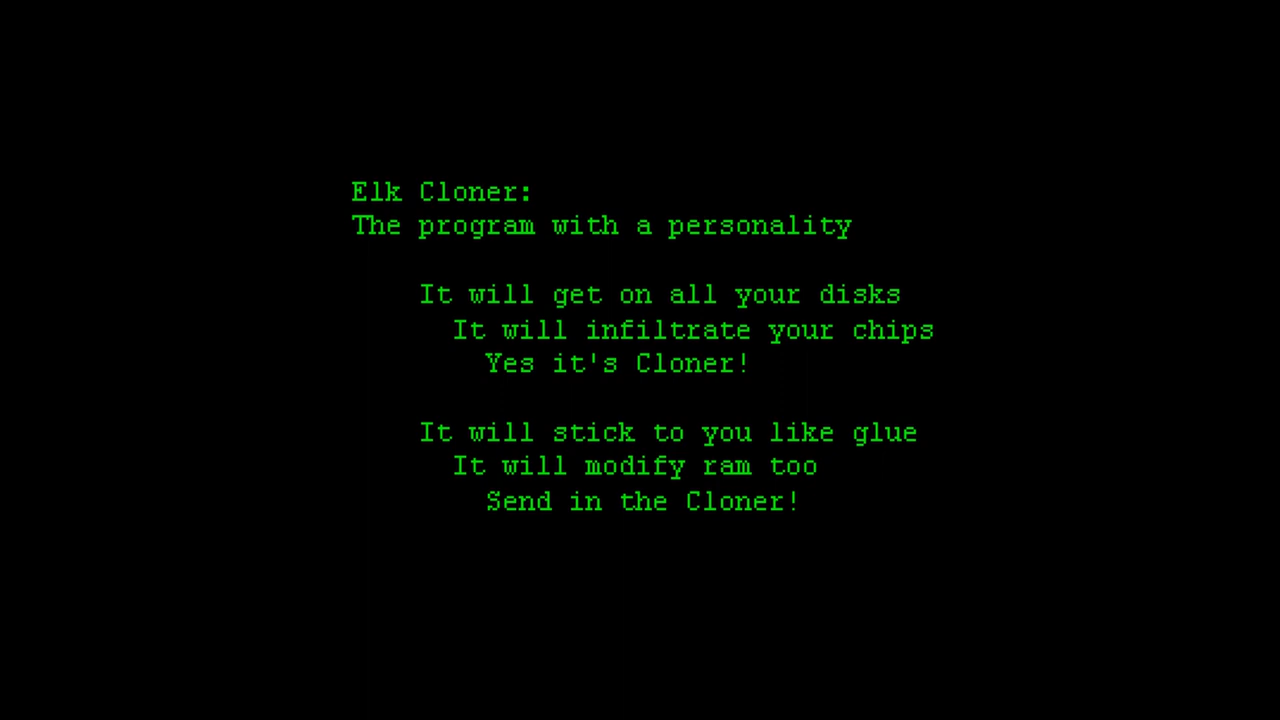 Elk Cloner:
The program with a personality
It will get on all your disks
It will infiltrate your chips
Yes it's Cloner!
It will stick to you like glue
It will modify ram too
Send in the Cloner!